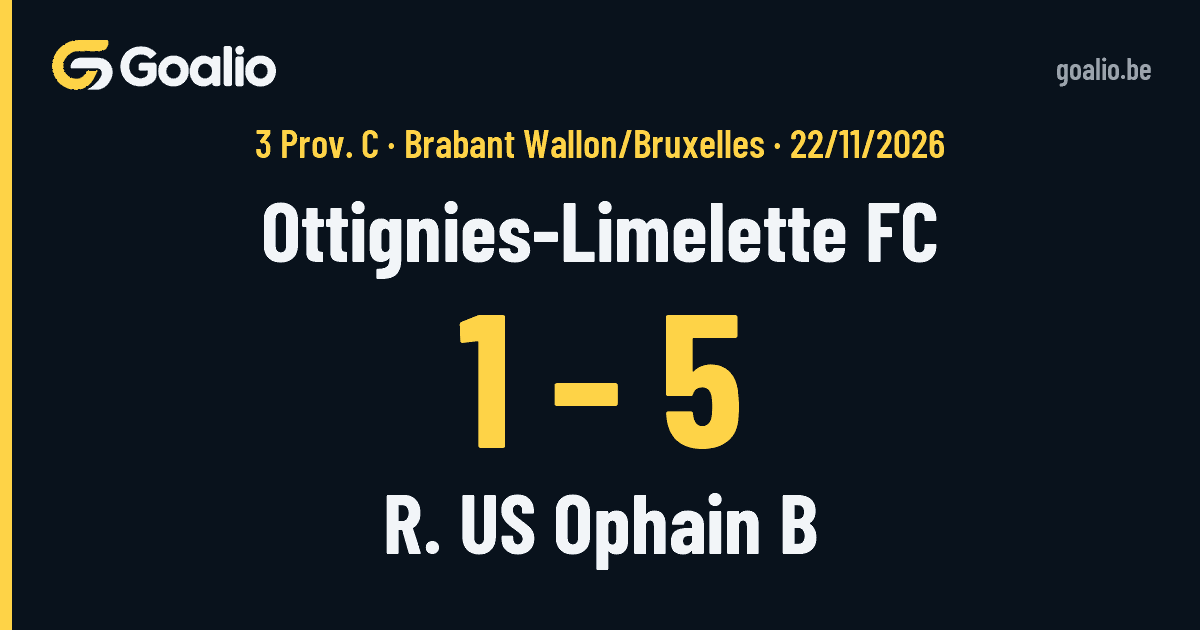 Goalio
goalio.be
3 Prov. C · Brabant Wallon/Bruxelles · 22/11/2026
Ottignies-Limelette FC
1 – 5
R. US Ophain B